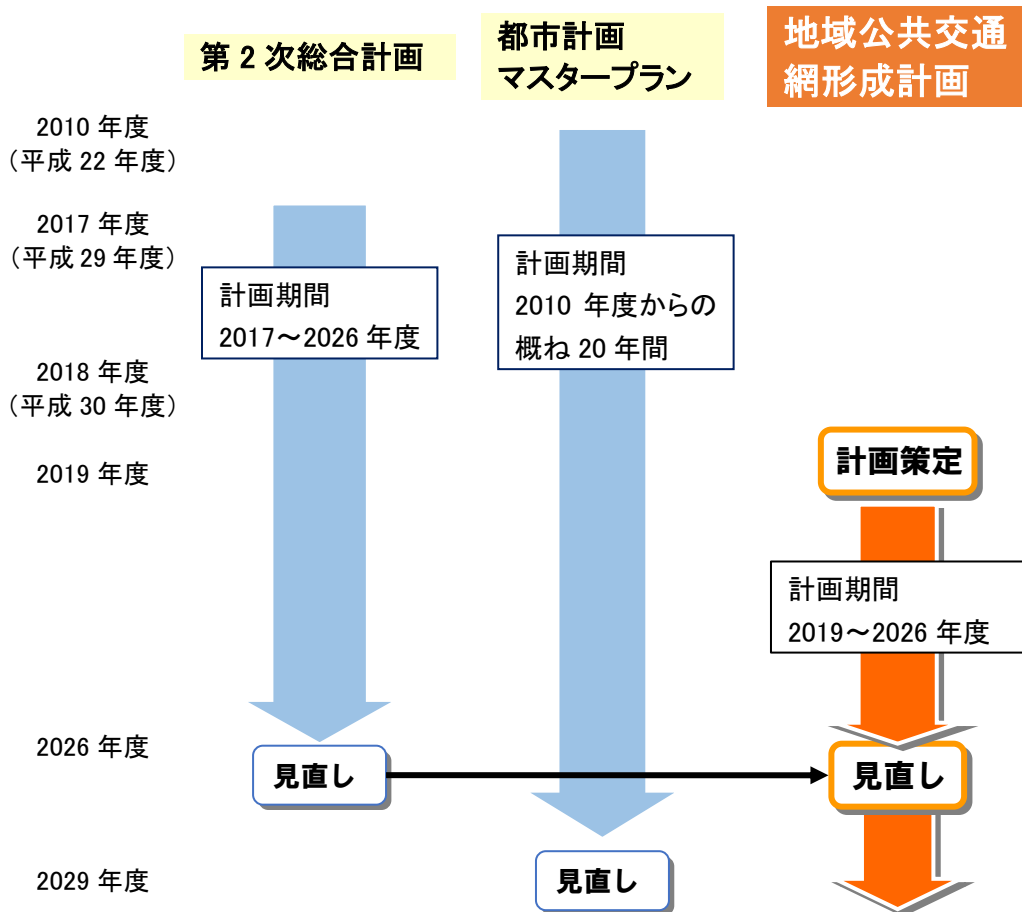 第2次総合計画
都市計画
マスタープラン
地域公共交通
網形成計画
2010 年度
（平成 22 年度）
2017 年度
（平成 29 年度）
計画期間
2017～2026 年度
計画期間
2010 年度からの
概ね 20 年間
2018 年度
（平成 30 年度）
2019 年度
計画策定
計画期間
2019～2026 年度
2026 年度
見直し
見直し
2029 年度
見直し